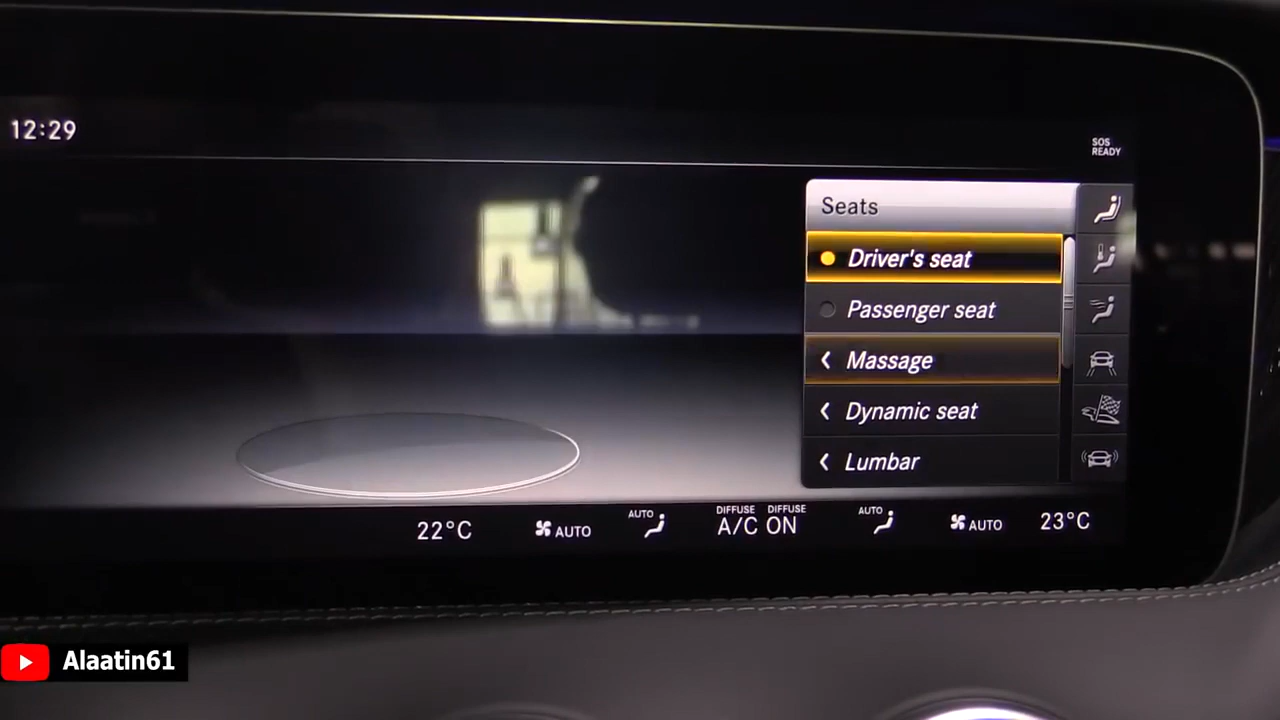 12:29
SOS
READY
Seats
Driver's seat
Passenger seat
Massage
Dynamic seat
Lumbar
22°C
AUTO
AUTO
DIFFUSE DIFFUSE
A/C ON
AUTO
AUTO
23°C
Alaatin61